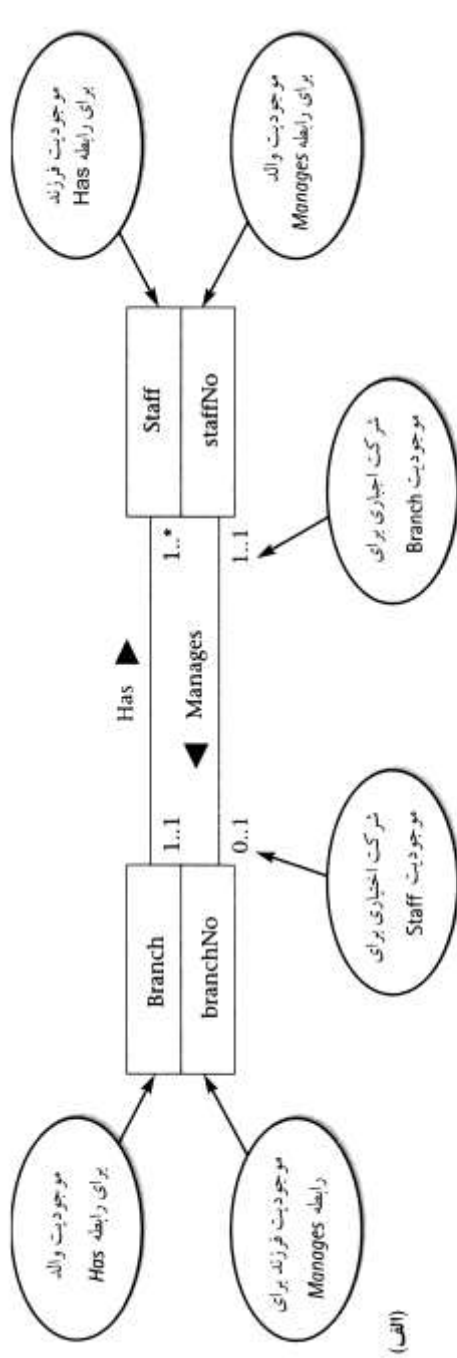 موجودیت والد
برای رابطه Has
موجودیت فرزند
برای رابطه Has
Has
Branch
branchNo
1..1
1..*
Staff
staffNo
Manages
0..1
1..1
موجودیت فرزند برای
رابطه Manages
شرکت اختیاری برای
موجودیت Staff
شرکت اجباری برای
موجودیت Branch
موجودیت والد
برای رابطه Manages
(الف)